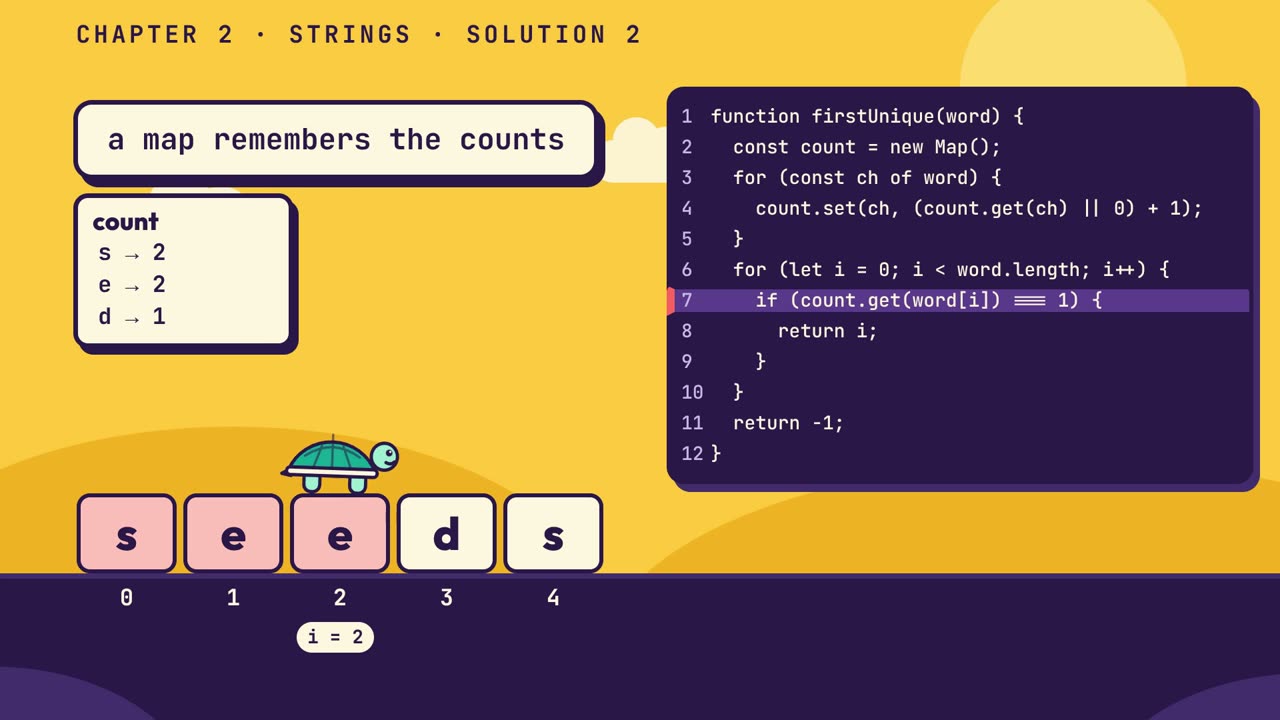 CHAPTER 2 · STRINGS · SOLUTION 2
a map remembers the counts
count
s → 2
e → 2
d → 1
1 function firstUnique(word) {
2   const count = new Map();
3   for (const ch of word) {
4     count.set(ch, (count.get(ch) || 0) + 1);
5   }
6   for (let i = 0; i < word.length; i++) {
7     if (count.get(word[i]) === 1) {
8       return i;
9     }
10   }
11   return -1;
12 }
s e e d s
0 1 2 3 4
i = 2